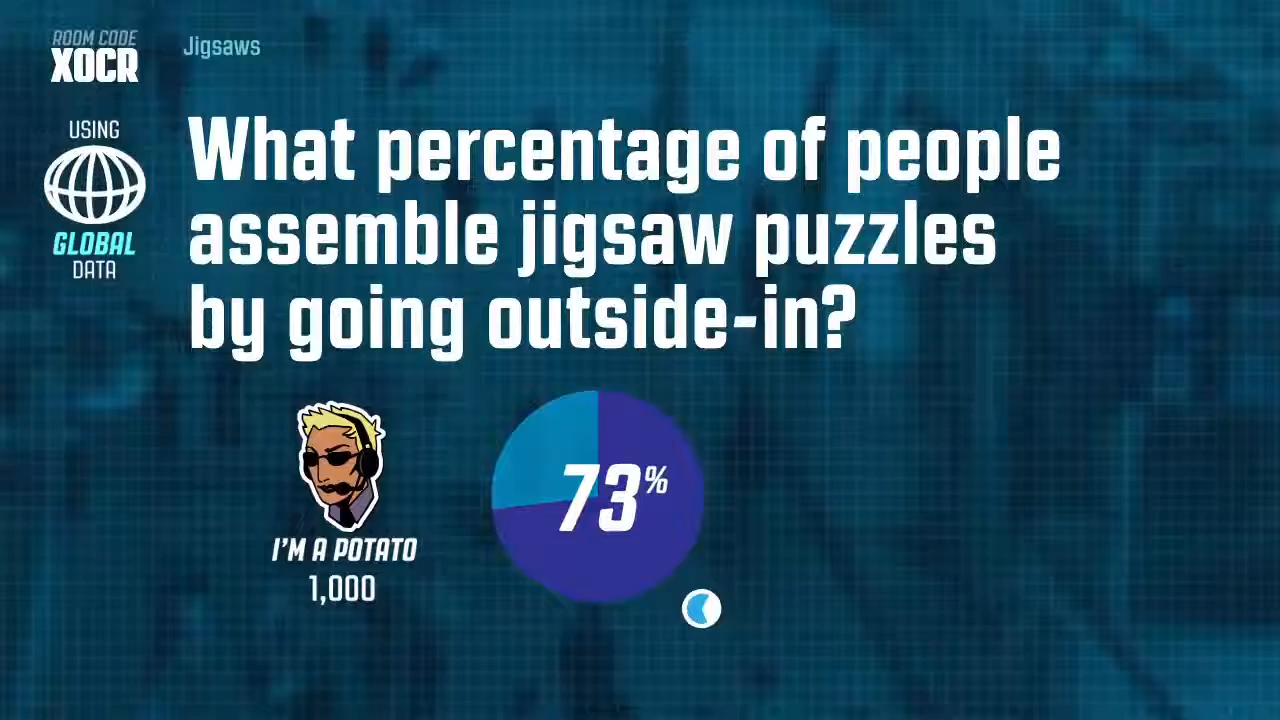 ROOM CODE
XOCR
Jigsaws
USING
GLOBAL
DATA
What percentage of people
assemble jigsaw puzzles
by going outside-in?
73%
I'M A POTATO
1,000